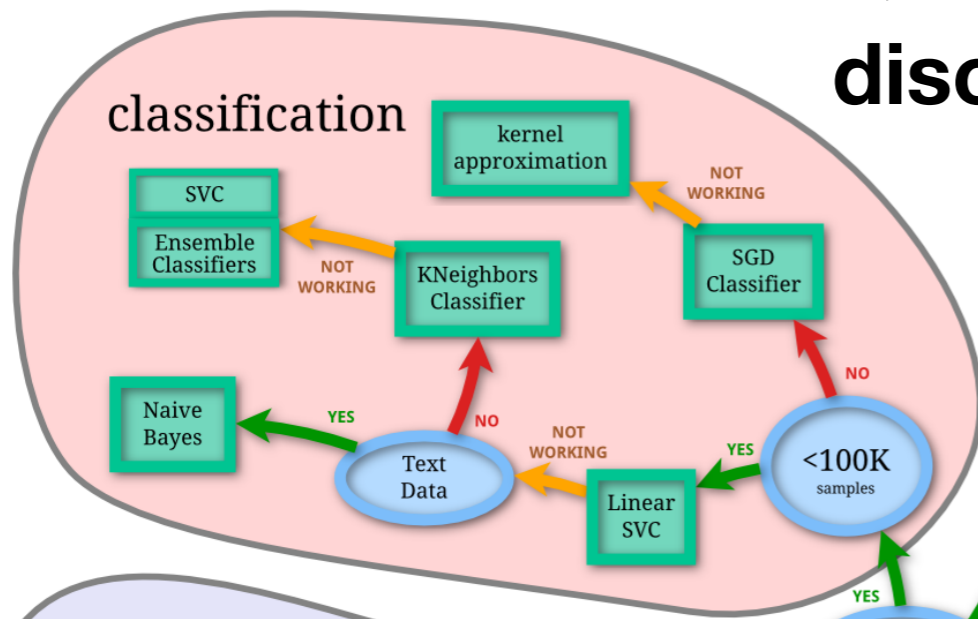 disc
classification
kernel
approximation
NOT
WORKING
SVC
Ensemble
Classifiers
NOT
WORKING
KNeighbors
Classifier
SGD
Classifier
NO
Naive
Bayes
YES
NO
Text
Data
NOT
WORKING
Linear
SVC
YES
<100K
samples
YES